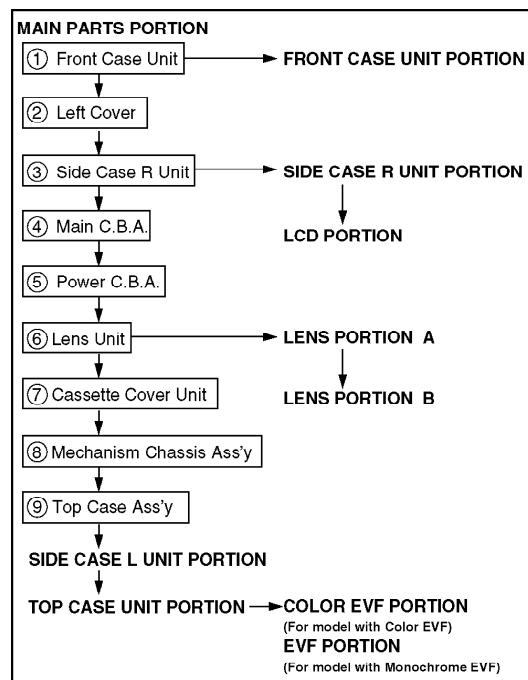 MAIN PARTS PORTION
① Front Case Unit
FRONT CASE UNIT PORTION
② Left Cover
③ Side Case R Unit
SIDE CASE R UNIT PORTION
④ Main C.B.A.
LCD PORTION
⑤ Power C.B.A.
⑥ Lens Unit
LENS PORTION A
⑦ Cassette Cover Unit
LENS PORTION B
⑧ Mechanism Chassis Ass'y
⑨ Top Case Ass'y
SIDE CASE L UNIT PORTION
TOP CASE UNIT PORTION
COLOR EVF PORTION
(For model with Color EVF)
EVF PORTION
(For model with Monochrome EVF)